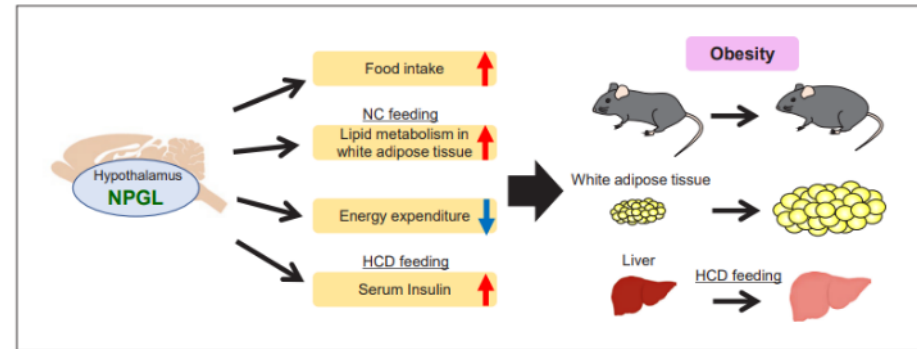 Obesity
Food intake
NC feeding
Lipid metabolism in
white adipose tissue
Hypothalamus
NPGL
White adipose tissue
Energy expenditure
HCD feeding
Serum Insulin
Liver
HCD feeding